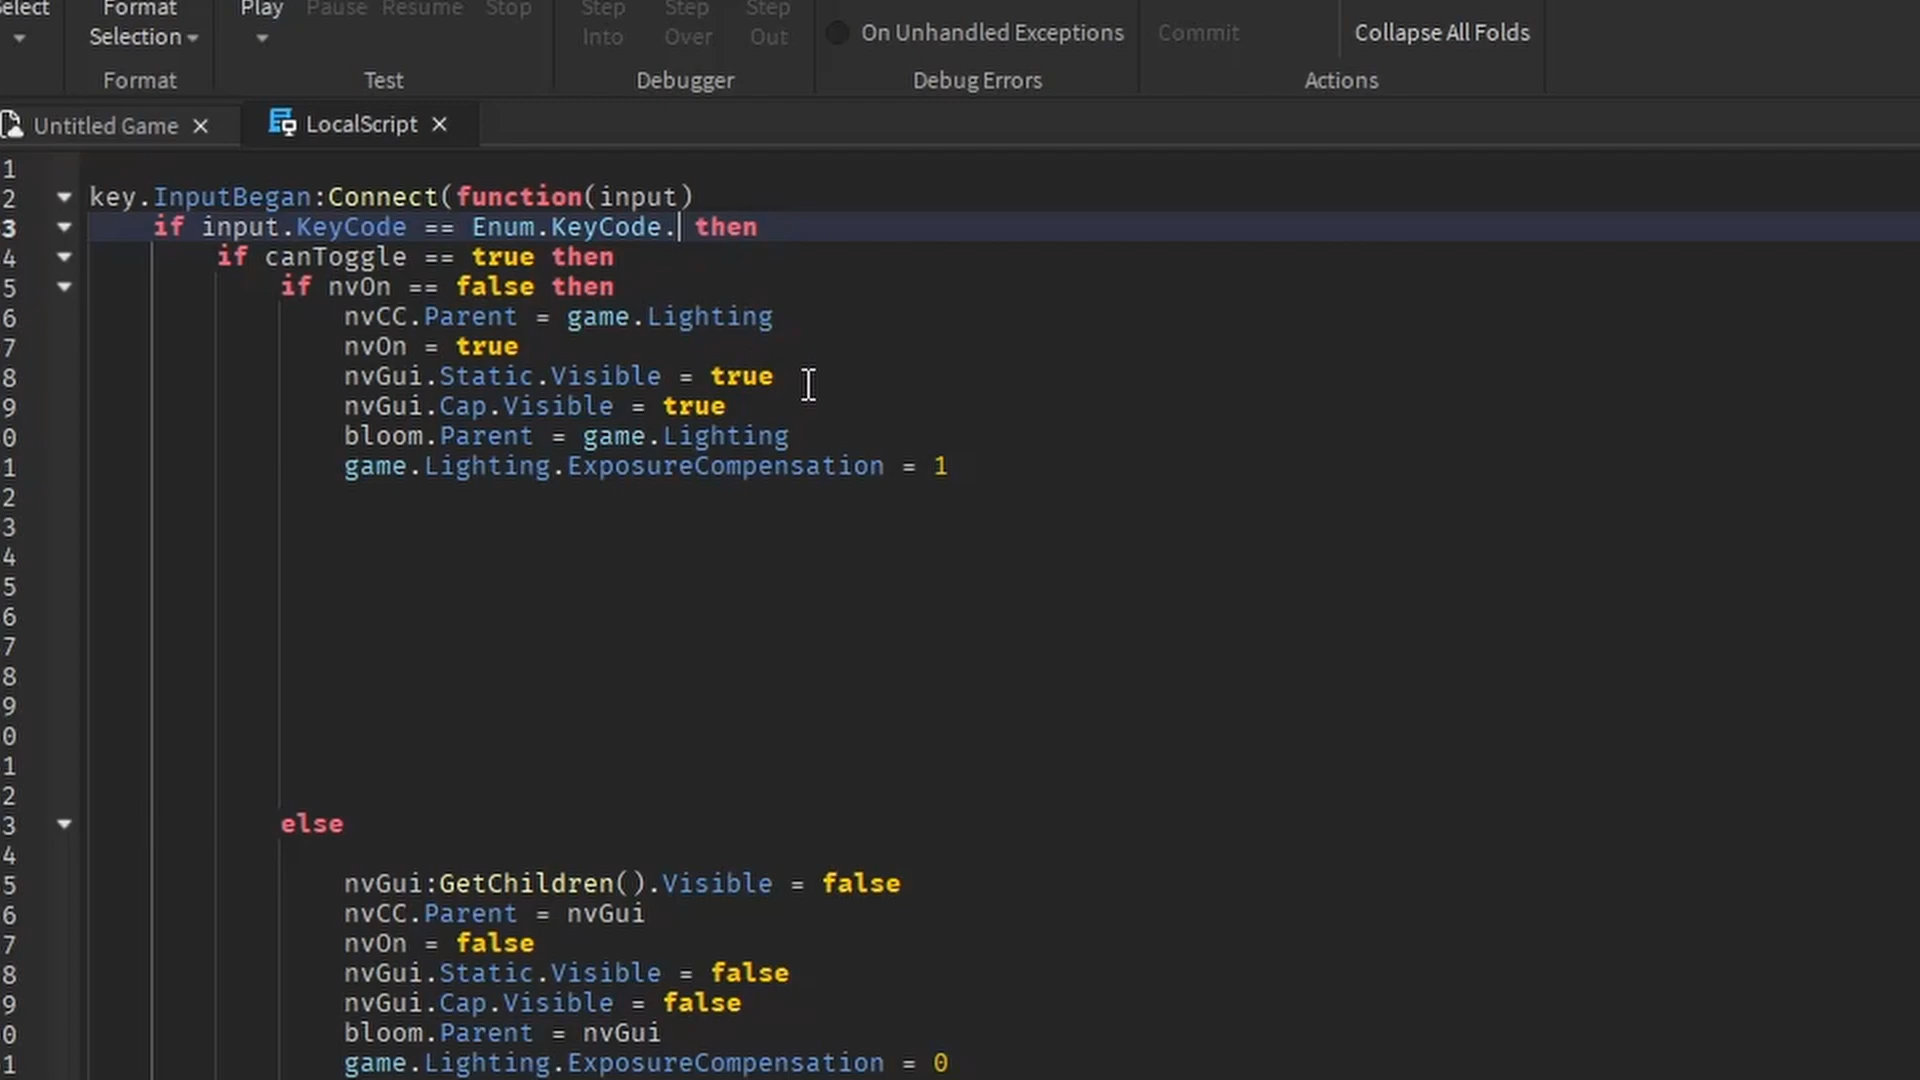 Select Format Play Pause Resume Stop Step Step Step
Selection Into Over Out On Unhandled Exceptions Commit Collapse All Folds
Format Test Debugger Debug Errors Actions
Untitled Game LocalScript
1
2 key.InputBegan:Connect(function(input)
3 if input.KeyCode == Enum.KeyCode. then
4 if canToggle == true then
5 if nvOn == false then
6 nvCC.Parent = game.Lighting
7 nvOn = true
8 nvGui.Static.Visible = true
9 nvGui.Cap.Visible = true
0 bloom.Parent = game.Lighting
1 game.Lighting.ExposureCompensation = 1
2
3
4
5
6
7
8
9
0
1
2
3 else
4
5 nvGui:GetChildren().Visible = false
6 nvCC.Parent = nvGui
7 nvOn = false
8 nvGui.Static.Visible = false
9 nvGui.Cap.Visible = false
0 bloom.Parent = nvGui
1 game.Lighting.ExposureCompensation = 0